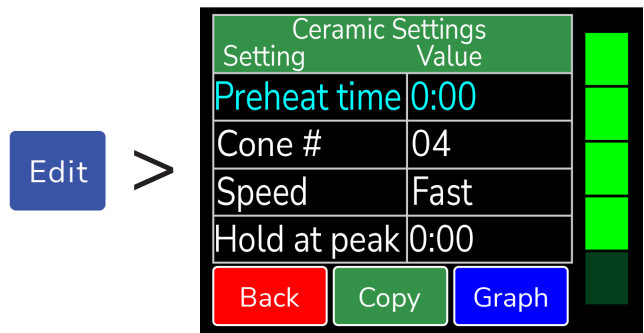 Edit >
Ceramic Settings
Setting Value
Preheat time 0:00
Cone # 04
Speed Fast
Hold at peak 0:00
Back Copy Graph